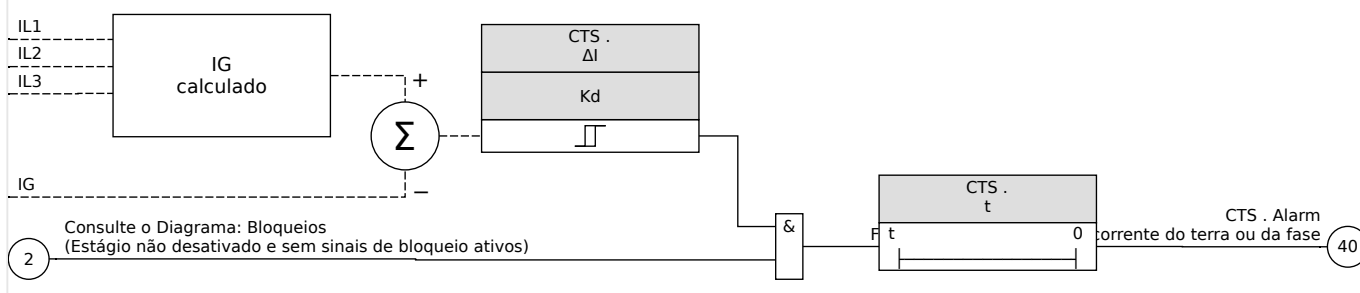 IL1
IL2
IL3
IG
calculado
+
Σ
−
IG
CTS .
ΔI
Kd
Consulte o Diagrama: Bloqueios
(Estágio não desativado e sem sinais de bloqueio ativos)
2
&
CTS .
t
t 0
CTS . Alarm
corrente do terra ou da fase
40